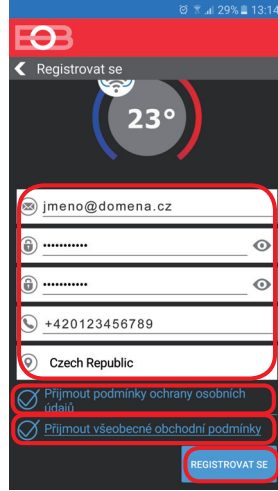 29% 13:14
EOB
Registrovat se
23°
jmeno@domena.cz
•••••••••••
•••••••••••
+420123456789
Czech Republic
Přijmout podmínky ochrany osobních
údajů
Přijmout všeobecné obchodní podmínky
REGISTROVAT SE